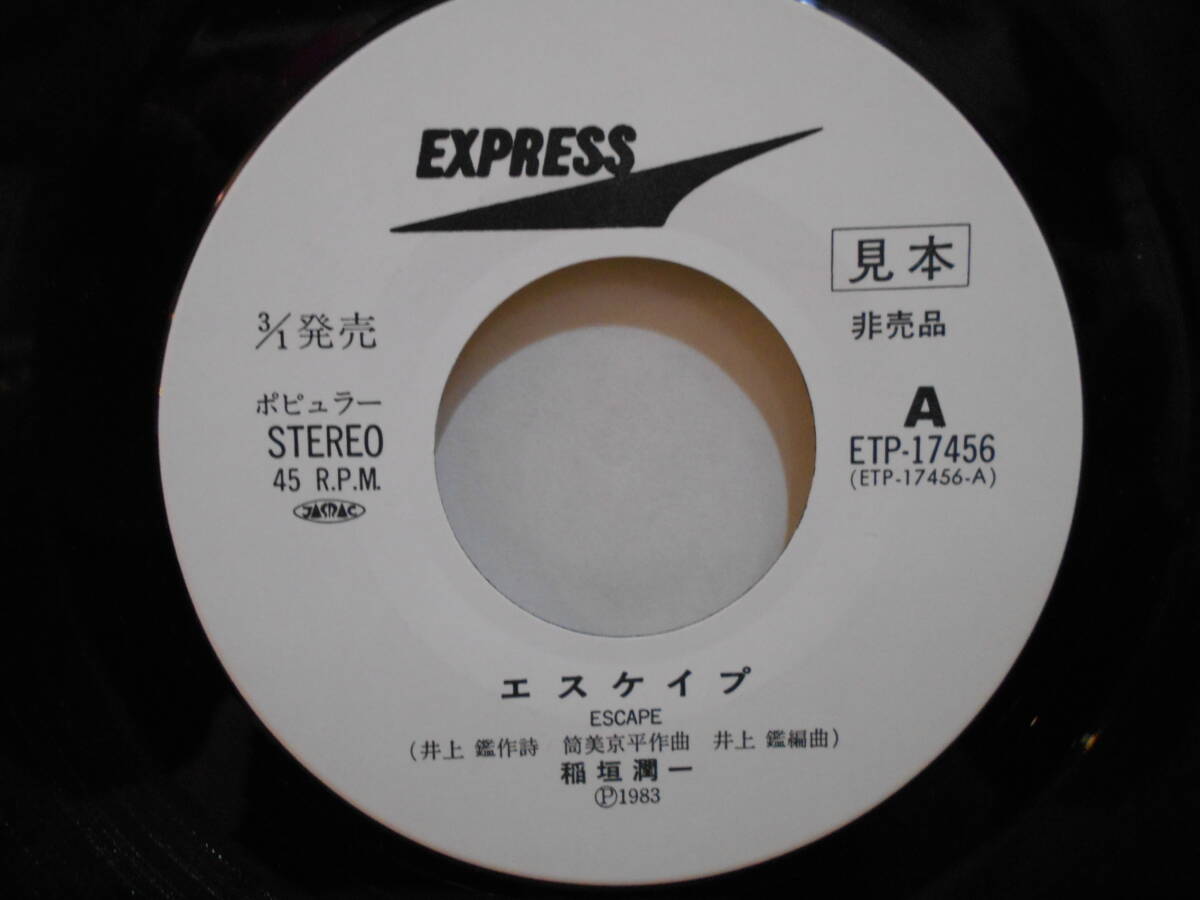 EXPRESS
見本
非売品
3/1発売
ポピュラー
STEREO
45 R.P.M.
JASRAC
A
ETP-17456
(ETP-17456-A)
エスケイプ
ESCAPE
(井上 鑑作詩 筒美京平作曲 井上 鑑編曲)
稲垣潤一
Ⓟ1983